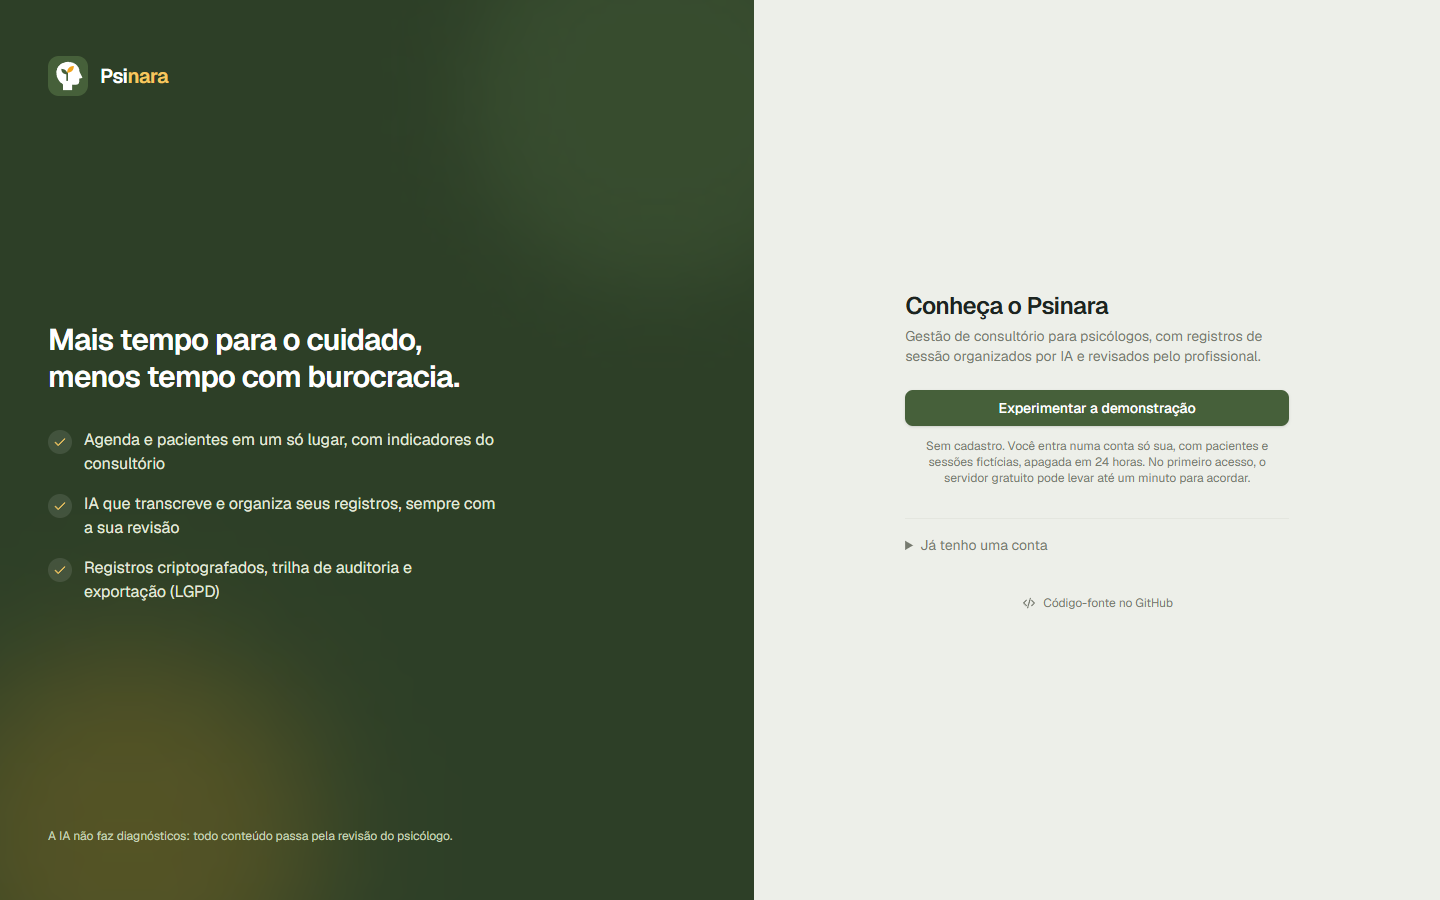 Psinara
Mais tempo para o cuidado,
menos tempo com burocracia.
Agenda e pacientes em um só lugar, com indicadores do
consultório
IA que transcreve e organiza seus registros, sempre com
a sua revisão
Registros criptografados, trilha de auditoria e
exportação (LGPD)
A IA não faz diagnósticos: todo conteúdo passa pela revisão do psicólogo.
Conheça o Psinara
Gestão de consultório para psicólogos, com registros de
sessão organizados por IA e revisados pelo profissional.
Experimentar a demonstração
Sem cadastro. Você entra numa conta só sua, com pacientes e
sessões fictícias, apagada em 24 horas. No primeiro acesso, o
servidor gratuito pode levar até um minuto para acordar.
Já tenho uma conta
Código-fonte no GitHub